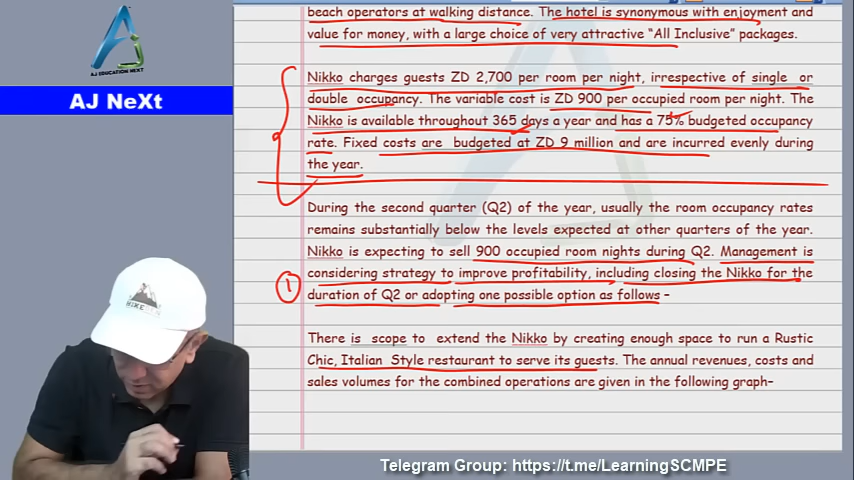 beach operators at walking distance. The hotel is synonymous with enjoyment and
value for money, with a large choice of very attractive “All Inclusive” packages.
Nikko charges guests ZD 2,700 per room per night, irrespective of single or
double occupancy. The variable cost is ZD 900 per occupied room per night. The
Nikko is available throughout 365 days a year and has a 75% budgeted occupancy
rate. Fixed costs are budgeted at ZD 9 million and are incurred evenly during
the year.
During the second quarter (Q2) of the year, usually the room occupancy rates
remains substantially below the levels expected at other quarters of the year.
Nikko is expecting to sell 900 occupied room nights during Q2. Management is
considering strategy to improve profitability, including closing the Nikko for the
duration of Q2 or adopting one possible option as follows –
1
There is scope to extend the Nikko by creating enough space to run a Rustic
Chic, Italian Style restaurant to serve its guests. The annual revenues, costs and
sales volumes for the combined operations are given in the following graph–
AJ EDUCATION NEXT
AJ NeXt
Telegram Group: https://t.me/LearningSCMPE